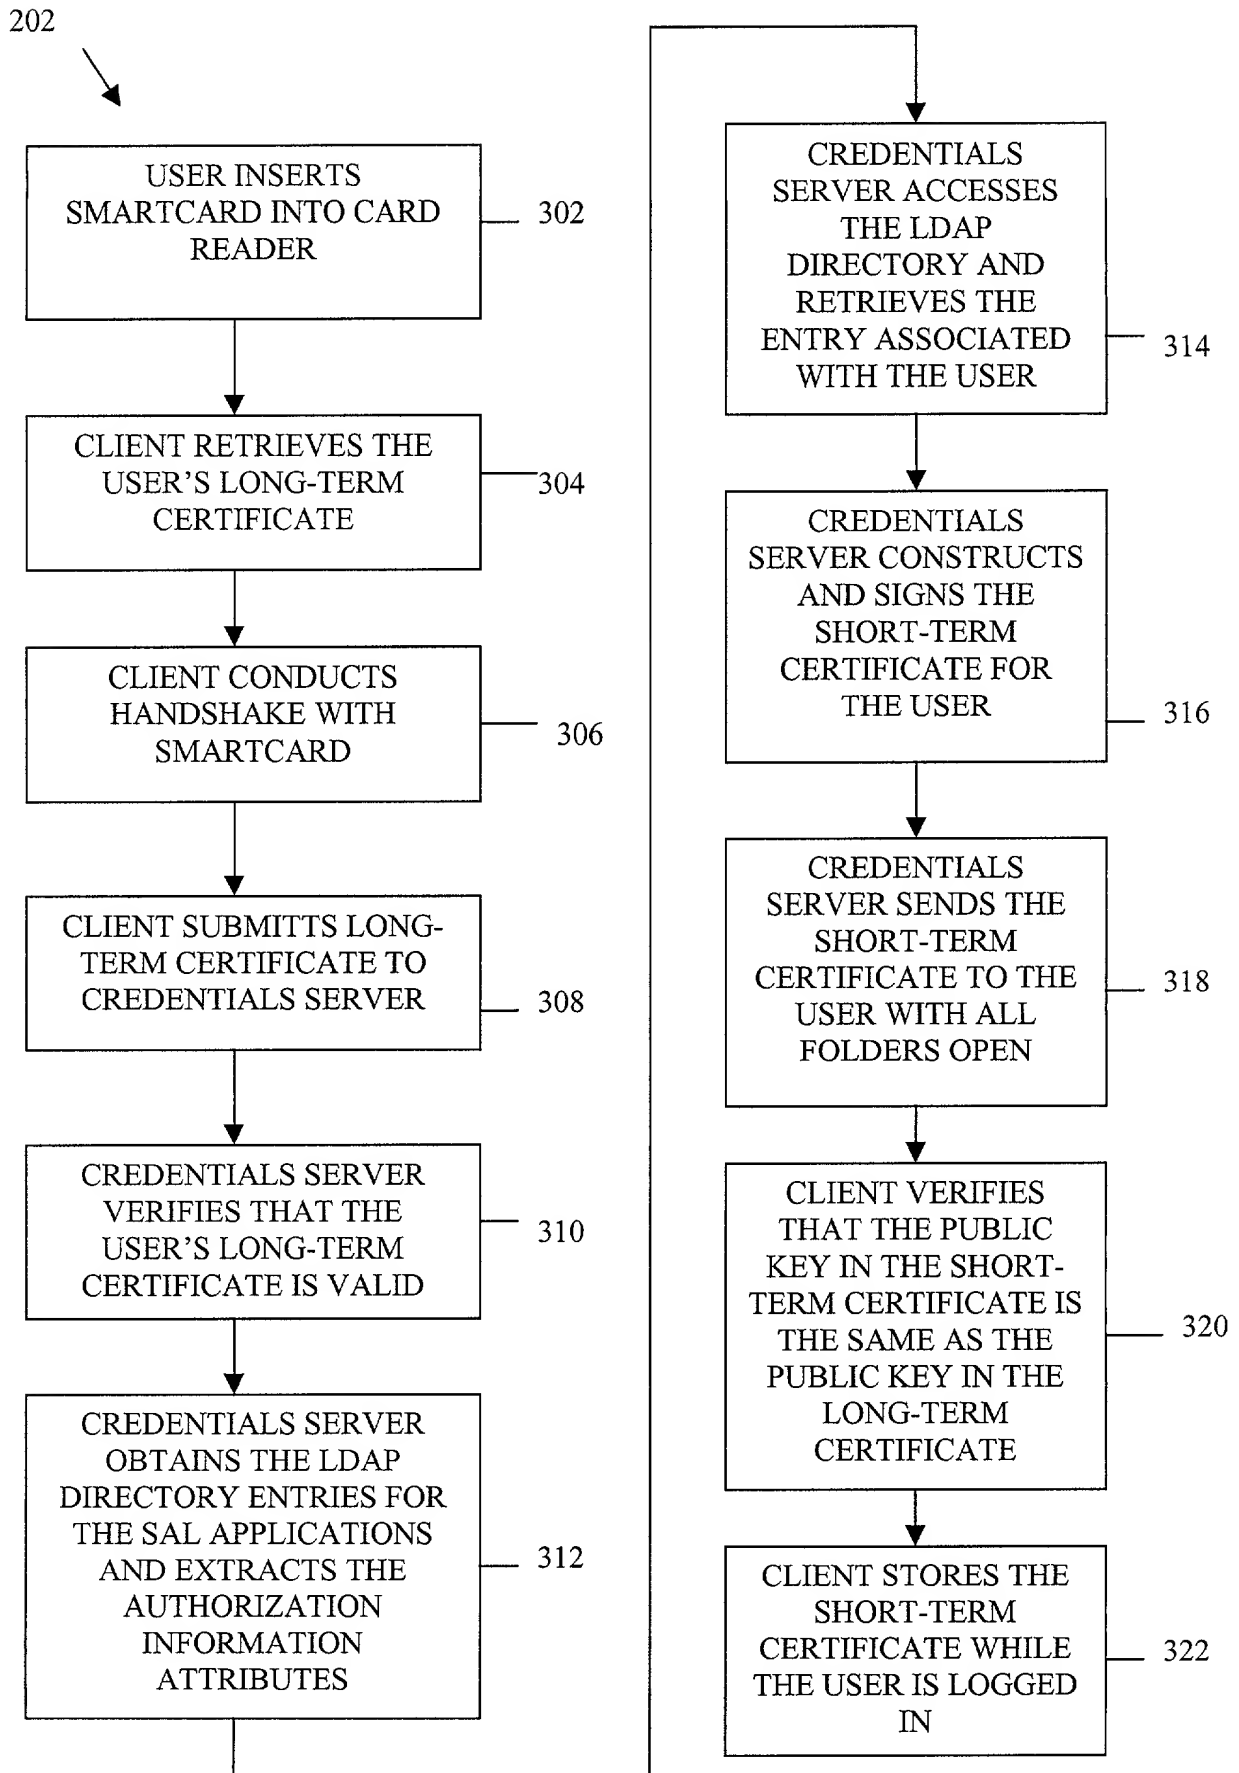 202
USER INSERTS
SMARTCARD INTO CARD
READER
302
CLIENT RETRIEVES THE
USER’S LONG-TERM
CERTIFICATE
304
CLIENT CONDUCTS
HANDSHAKE WITH
SMARTCARD
306
CLIENT SUBMITTS LONG-
TERM CERTIFICATE TO
CREDENTIALS SERVER
308
CREDENTIALS SERVER
VERIFIES THAT THE
USER’S LONG-TERM
CERTIFICATE IS VALID
310
CREDENTIALS SERVER
OBTAINS THE LDAP
DIRECTORY ENTRIES FOR
THE SAL APPLICATIONS
AND EXTRACTS THE
AUTHORIZATION
INFORMATION
ATTRIBUTES
312
CREDENTIALS
SERVER ACCESSES
THE LDAP
DIRECTORY AND
RETRIEVES THE
ENTRY ASSOCIATED
WITH THE USER
314
CREDENTIALS
SERVER CONSTRUCTS
AND SIGNS THE
SHORT-TERM
CERTIFICATE FOR
THE USER
316
CREDENTIALS
SERVER SENDS THE
SHORT-TERM
CERTIFICATE TO THE
USER WITH ALL
FOLDERS OPEN
318
CLIENT VERIFIES
THAT THE PUBLIC
KEY IN THE SHORT-
TERM CERTIFICATE IS
THE SAME AS THE
PUBLIC KEY IN THE
LONG-TERM
CERTIFICATE
320
CLIENT STORES THE
SHORT-TERM
CERTIFICATE WHILE
THE USER IS LOGGED
IN
322